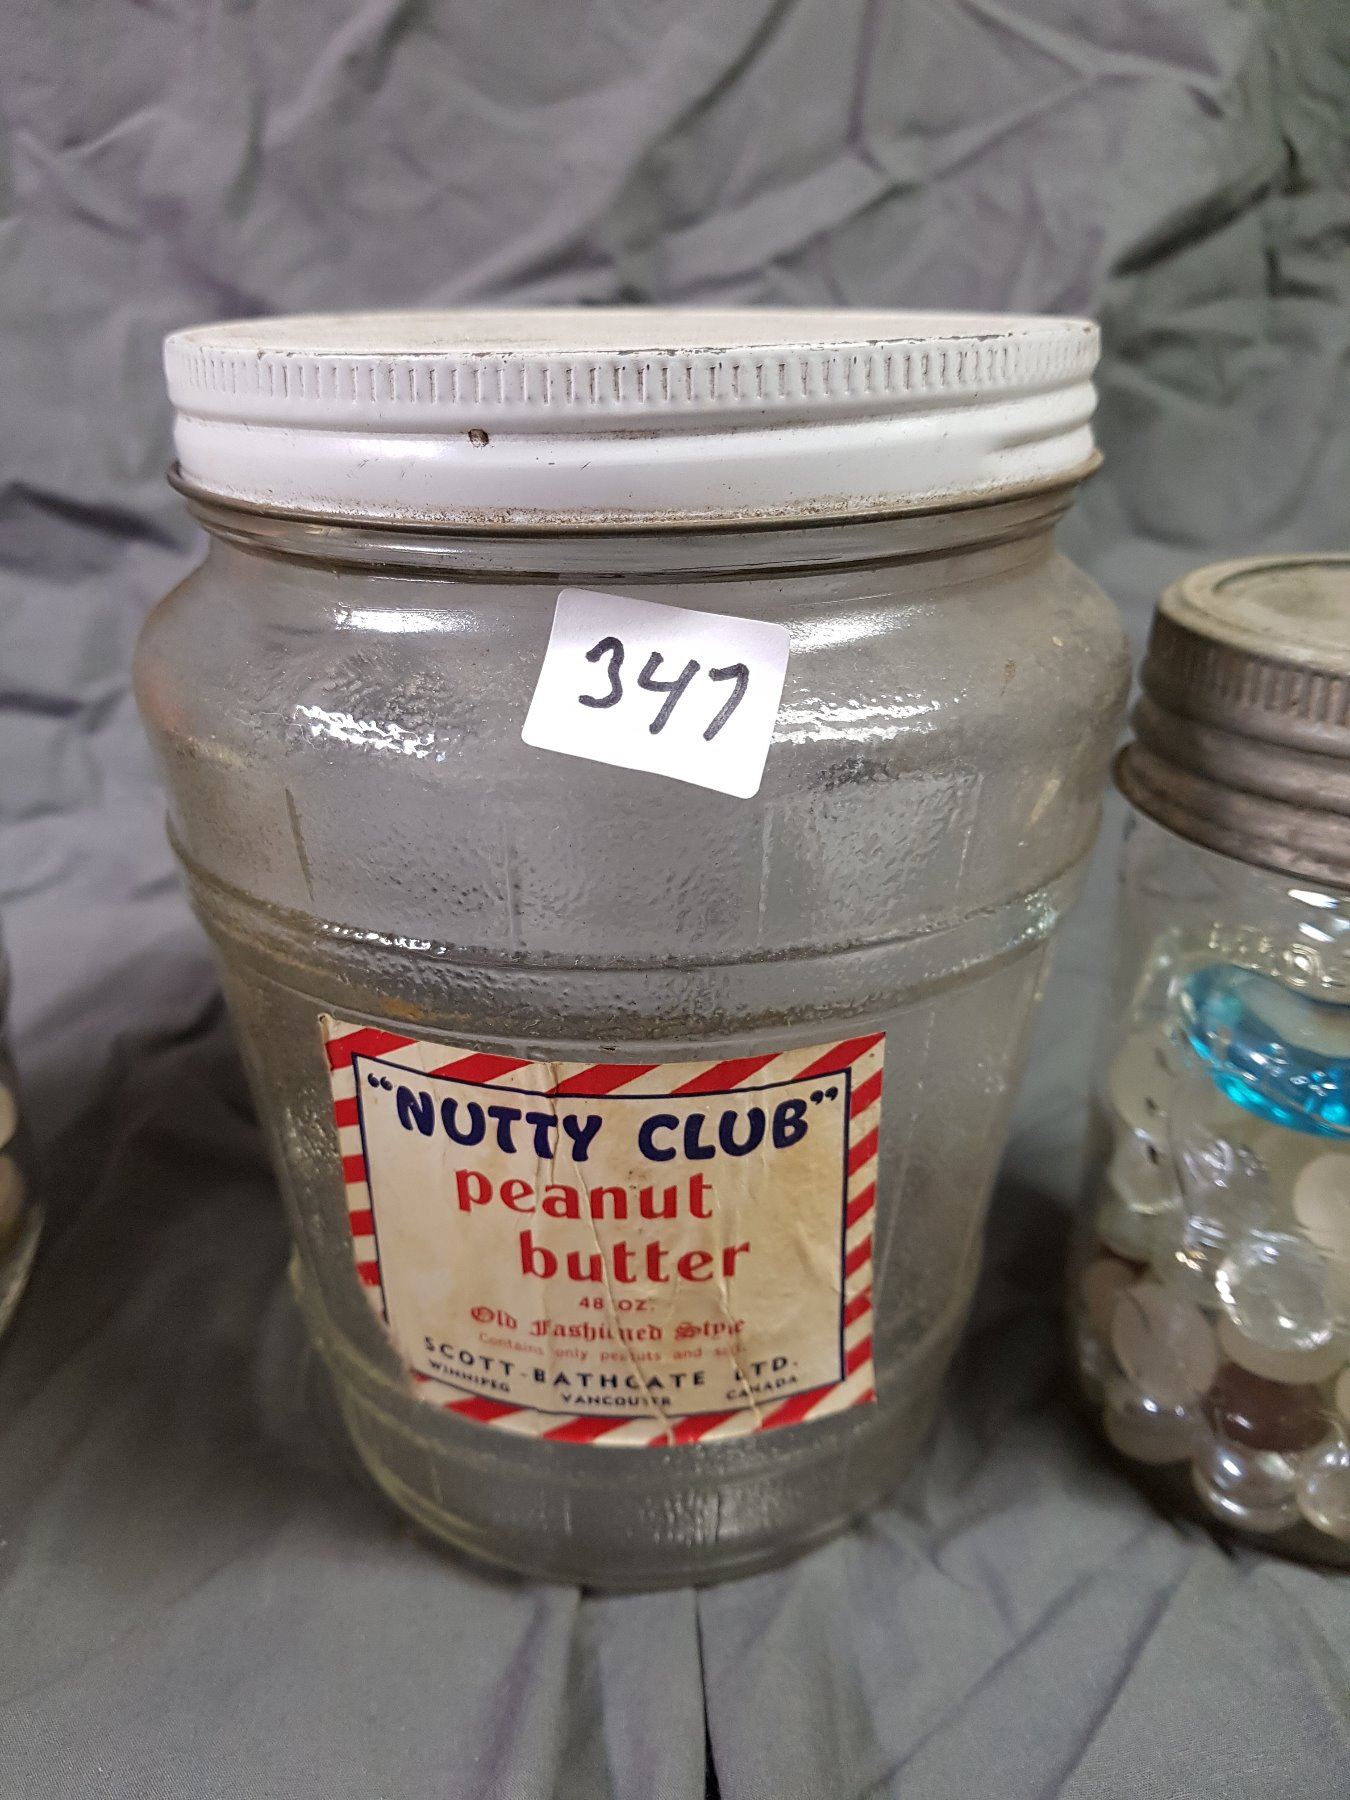 347
"NUTTY CLUB"
peanut
butter
48 OZ.
Old Fashioned Style
Contains only peanuts and salt.
SCOTT-BATHGATE LTD.
WINNIPEG VANCOUVER CANADA